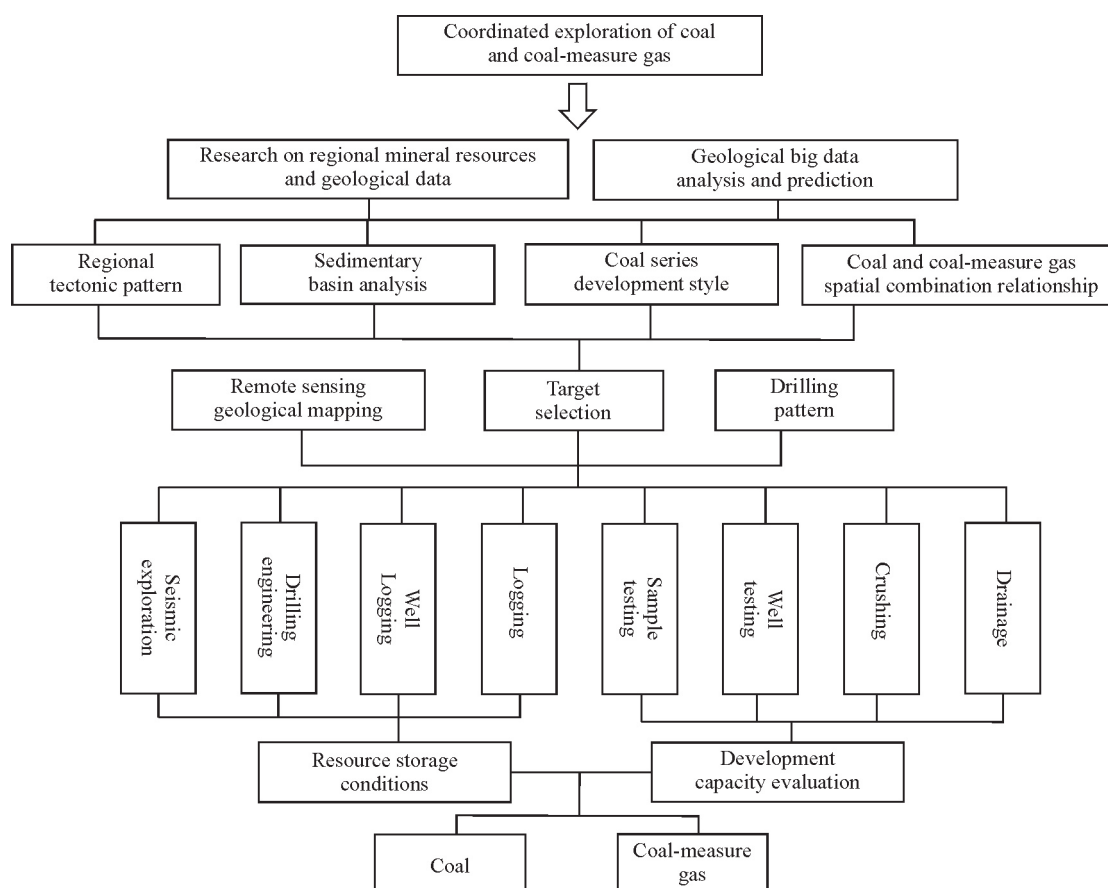 Coordinated exploration of coal
and coal-measure gas
Research on regional mineral resources
and geological data
Geological big data
analysis and prediction
Regional
tectonic pattern
Sedimentary
basin analysis
Coal series
development style
Coal and coal-measure gas
spatial combination relationship
Remote sensing
geological mapping
Target
selection
Drilling
pattern
Seismic
exploration
Drilling
engineering
Well
Logging
Logging
Sample
testing
Well
testing
Crushing
Drainage
Resource storage
conditions
Development
capacity evaluation
Coal
Coal-measure
gas